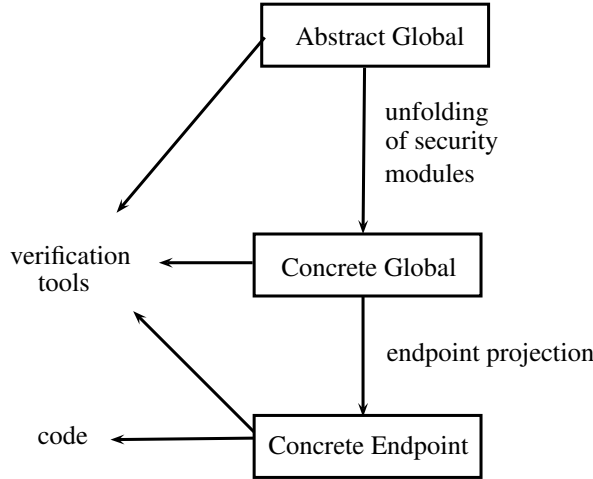 Abstract Global
unfolding
of security
modules
verification
tools
Concrete Global
endpoint projection
code
Concrete Endpoint